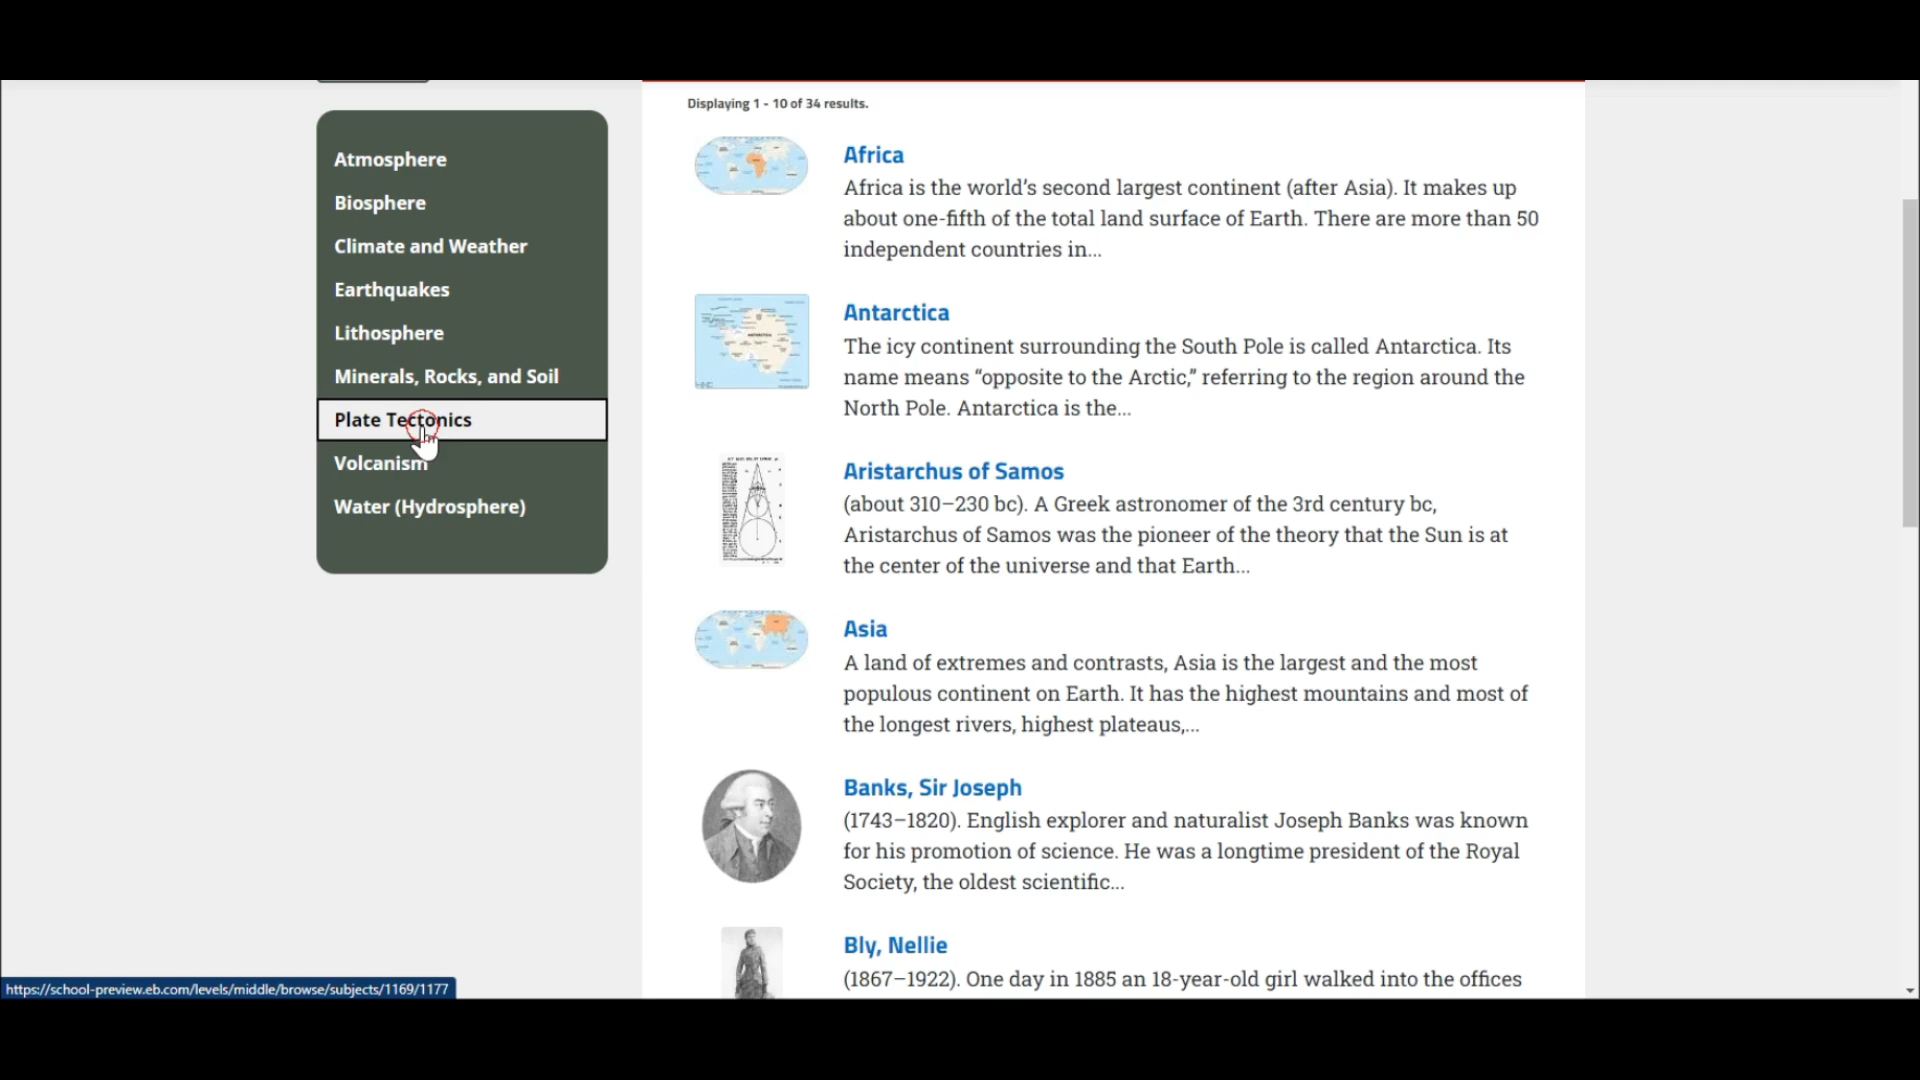 Atmosphere
Biosphere
Climate and Weather
Earthquakes
Lithosphere
Minerals, Rocks, and Soil
Plate Tectonics
Volcanism
Water (Hydrosphere)
Displaying 1 - 10 of 34 results.
Africa
Africa is the world’s second largest continent (after Asia). It makes up
about one-fifth of the total land surface of Earth. There are more than 50
independent countries in...
Antarctica
The icy continent surrounding the South Pole is called Antarctica. Its
name means “opposite to the Arctic,” referring to the region around the
North Pole. Antarctica is the...
Aristarchus of Samos
(about 310–230 bc). A Greek astronomer of the 3rd century bc,
Aristarchus of Samos was the pioneer of the theory that the Sun is at
the center of the universe and that Earth...
Asia
A land of extremes and contrasts, Asia is the largest and the most
populous continent on Earth. It has the highest mountains and most of
the longest rivers, highest plateaus,...
Banks, Sir Joseph
(1743–1820). English explorer and naturalist Joseph Banks was known
for his promotion of science. He was a longtime president of the Royal
Society, the oldest scientific...
Bly, Nellie
(1867–1922). One day in 1885 an 18-year-old girl walked into the offices
https://school-preview.eb.com/levels/middle/browse/subjects/1169/1177